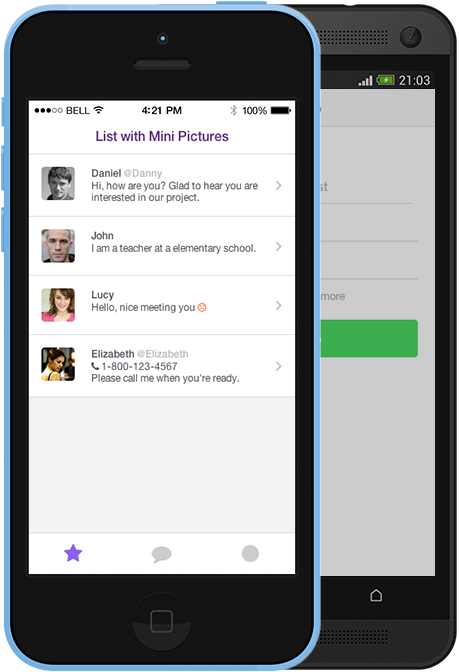 BELL 4:21 PM 100%
21:03
List with Mini Pictures
Daniel @Danny
Hi, how are you? Glad to hear you are
interested in our project.
John
I am a teacher at a elementary school.
Lucy
Hello, nice meeting you
more
Elizabeth @Elizabeth
1-800-123-4567
Please call me when you're ready.